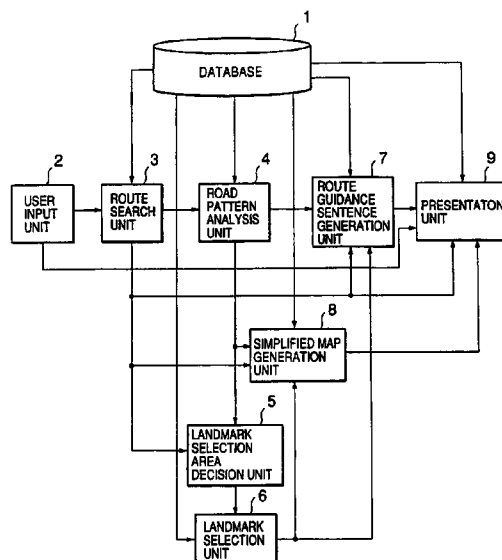 1
DATABASE
2
USER
INPUT
UNIT
3
ROUTE
SEARCH
UNIT
4
ROAD
PATTERN
ANALYSIS
UNIT
7
ROUTE
GUIDANCE
SENTENCE
GENERATION
UNIT
9
PRESENTATON
UNIT
8
SIMPLIFIED MAP
GENERATION
UNIT
5
LANDMARK
SELECTION
AREA
DECISION UNIT
6
LANDMARK
SELECTION
UNIT